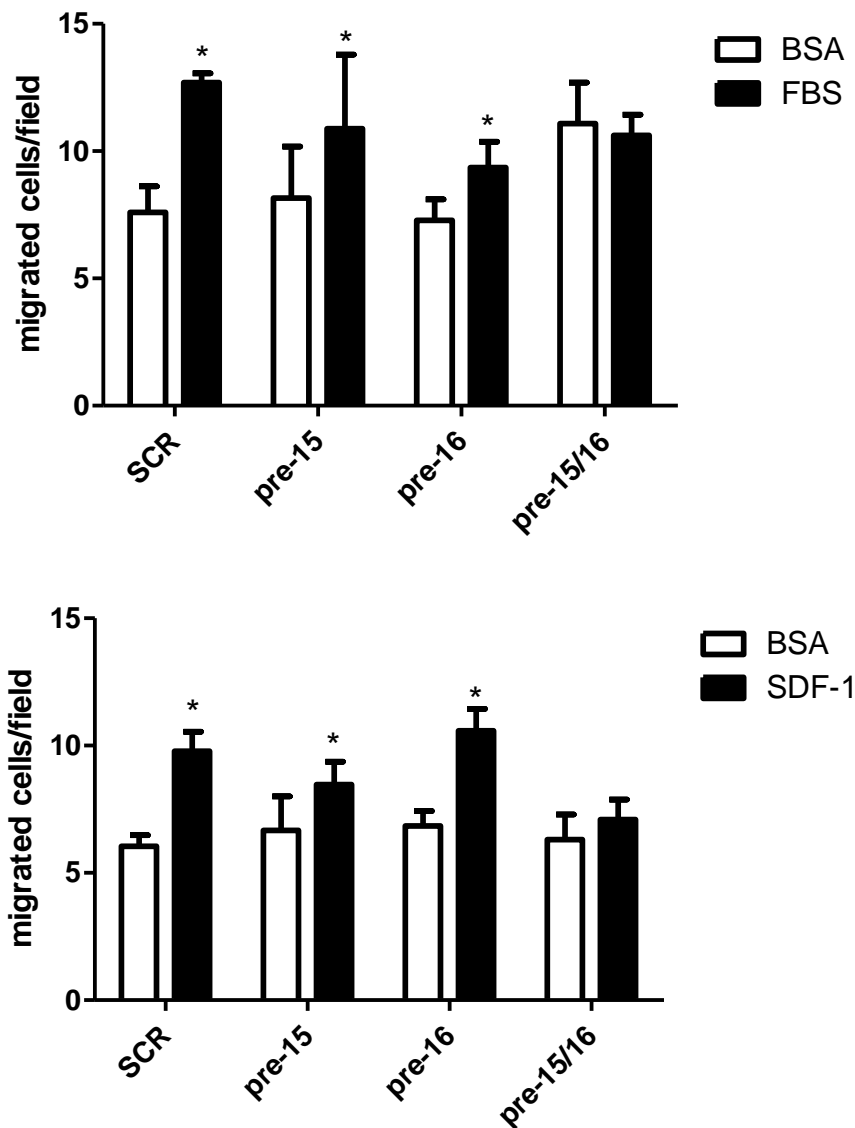 15
10
5
0
migrated cells/field
*
*
*
BSA
FBS
SCR
pre-15
pre-16
pre-15/16
15
10
5
0
migrated cells/field
*
*
*
BSA
SDF-1
SCR
pre-15
pre-16
pre-15/16